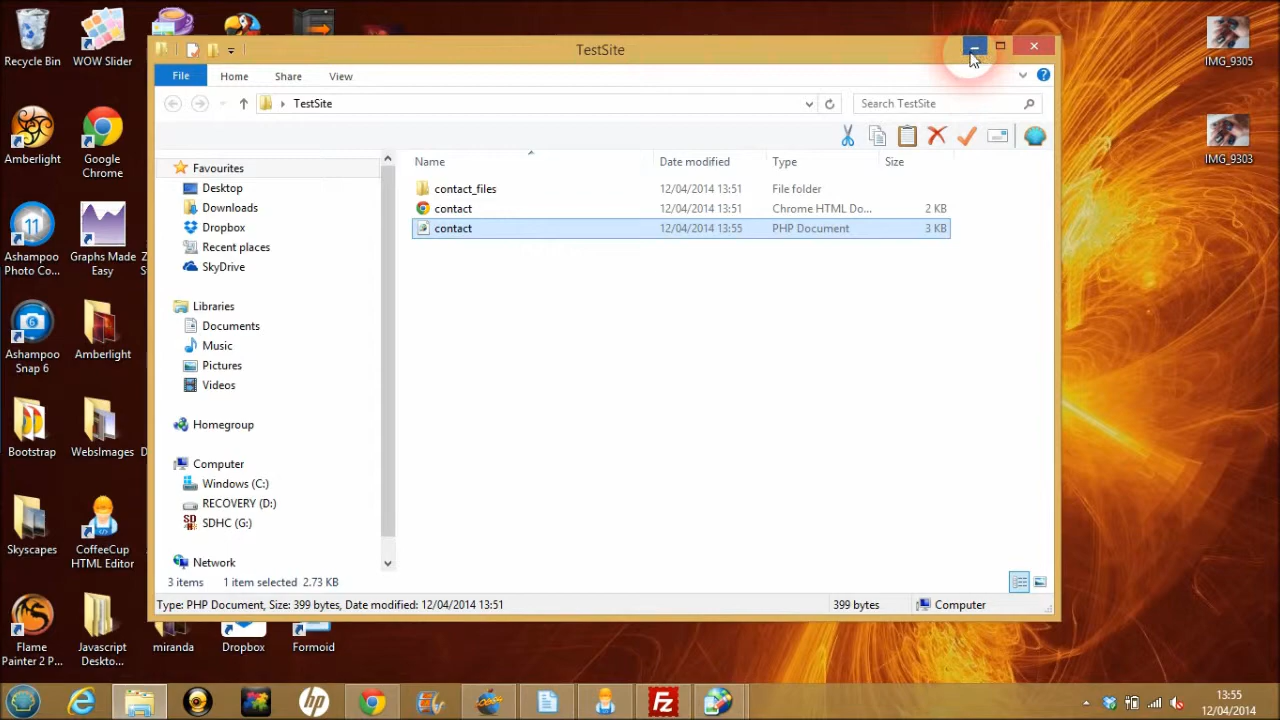 TestSite
File
Home
Share
View
TestSite
Search TestSite
Name
Date modified
Type
Size
contact_files
12/04/2014 13:51
File folder
contact
12/04/2014 13:51
Chrome HTML Do...
2 KB
contact
12/04/2014 13:55
PHP Document
3 KB
Favourites
Desktop
Downloads
Dropbox
Recent places
SkyDrive
Libraries
Documents
Music
Pictures
Videos
Homegroup
Computer
Windows (C:)
RECOVERY (D:)
SDHC (G:)
Network
3 items
1 item selected 2.73 KB
Type: PHP Document, Size: 399 bytes, Date modified: 12/04/2014 13:51
399 bytes
Computer
Recycle Bin
WOW Slider
Amberlight
Google
Chrome
Ashampoo
Photo Co...
Graphs Made
Easy
Ashampoo
Snap 6
Amberlight
Bootstrap
WebsImages
Skyscapes
CoffeeCup
HTML Editor
Flame
Painter 2 P...
Javascript
Deskto...
miranda
Dropbox
Formoid
IMG_9305
IMG_9303
13:55
12/04/2014